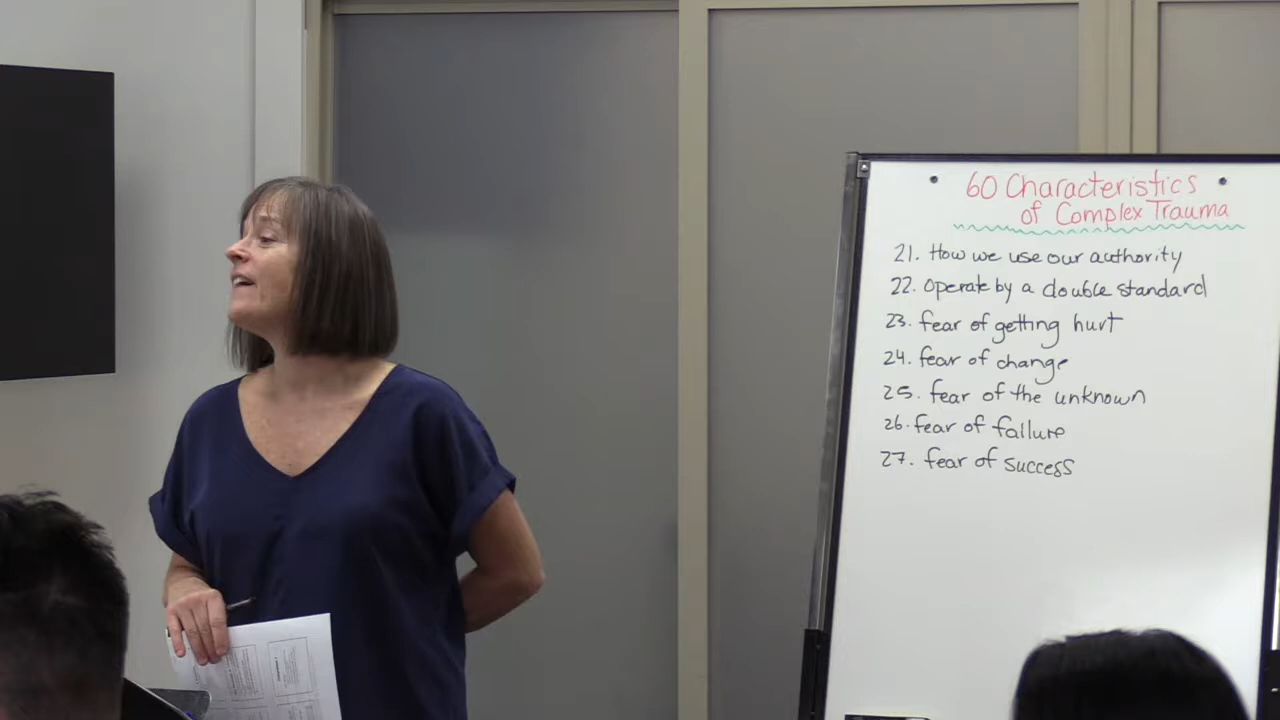 60 Characteristics
of Complex Trauma
21. How we use our authority
22. operate by a double standard
23. fear of getting hurt
24. fear of change
25. fear of the unknown
26. fear of failure
27. fear of success